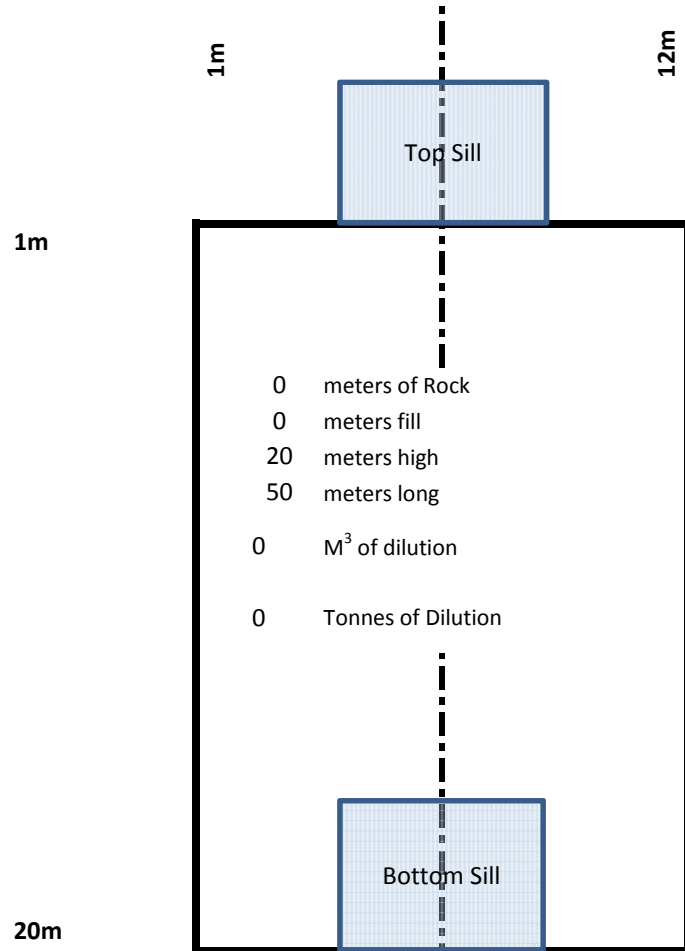 1m
12m
Top Sill
1m
0 meters of Rock
0 meters fill
20 meters high
50 meters long
0 M³ of dilution
0 Tonnes of Dilution
Bottom Sill
20m